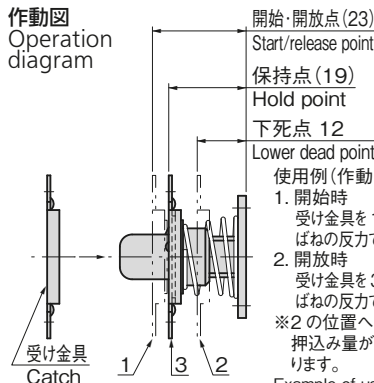 作動図
Operation
diagram
開始・開放点(23)
Start/release point
保持点(19)
Hold point
下死点 12
Lower dead point
使用例(作動
1. 開始時
受け金具を
ばねの反力で
2. 開放時
受け金具を3
ばねの反力で
※2 の位置へ
押込み量が
ります。
受け金具
Catch
1
3
2